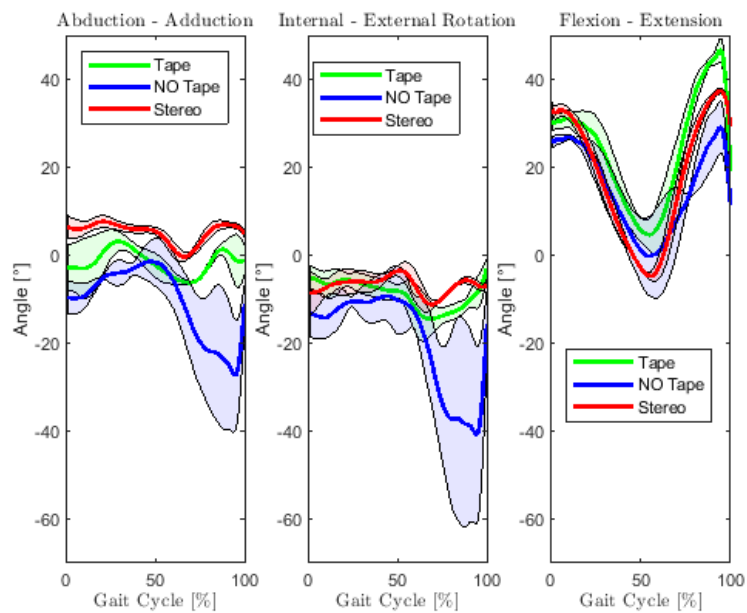 Abduction - Adduction
Internal - External Rotation
Flexion - Extension
Tape
NO Tape
Stereo
Tape
NO Tape
Stereo
Tape
NO Tape
Stereo
40
20
0
-20
-40
-60
40
20
0
-20
-40
-60
40
20
0
-20
-40
-60
Angle [°]
Angle [°]
Angle [°]
0 50 100
0 50 100
0 50 100
Gait Cycle [%]
Gait Cycle [%]
Gait Cycle [%]